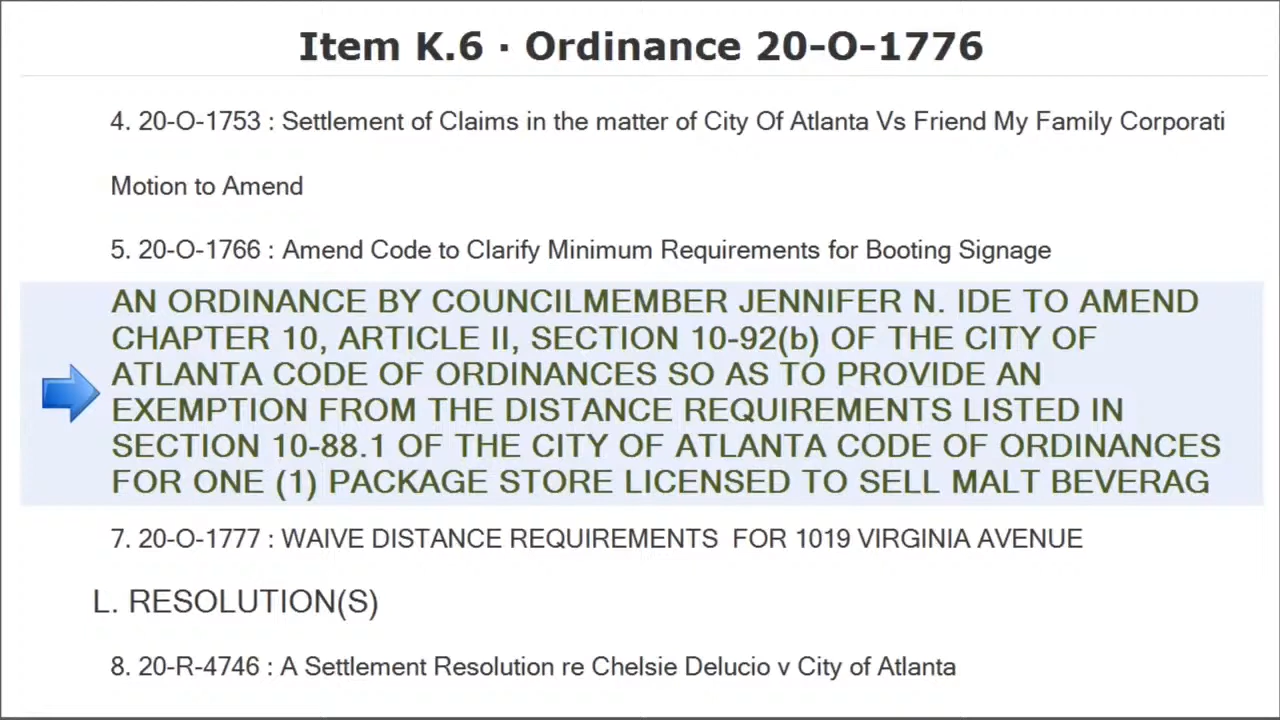 Item K.6 · Ordinance 20-O-1776
4. 20-O-1753 : Settlement of Claims in the matter of City Of Atlanta Vs Friend My Family Corporati
Motion to Amend
5. 20-O-1766 : Amend Code to Clarify Minimum Requirements for Booting Signage
AN ORDINANCE BY COUNCILMEMBER JENNIFER N. IDE TO AMEND
CHAPTER 10, ARTICLE II, SECTION 10-92(b) OF THE CITY OF
ATLANTA CODE OF ORDINANCES SO AS TO PROVIDE AN
EXEMPTION FROM THE DISTANCE REQUIREMENTS LISTED IN
SECTION 10-88.1 OF THE CITY OF ATLANTA CODE OF ORDINANCES
FOR ONE (1) PACKAGE STORE LICENSED TO SELL MALT BEVERAG
7. 20-O-1777 : WAIVE DISTANCE REQUIREMENTS  FOR 1019 VIRGINIA AVENUE
L. RESOLUTION(S)
8. 20-R-4746 : A Settlement Resolution re Chelsie Delucio v City of Atlanta